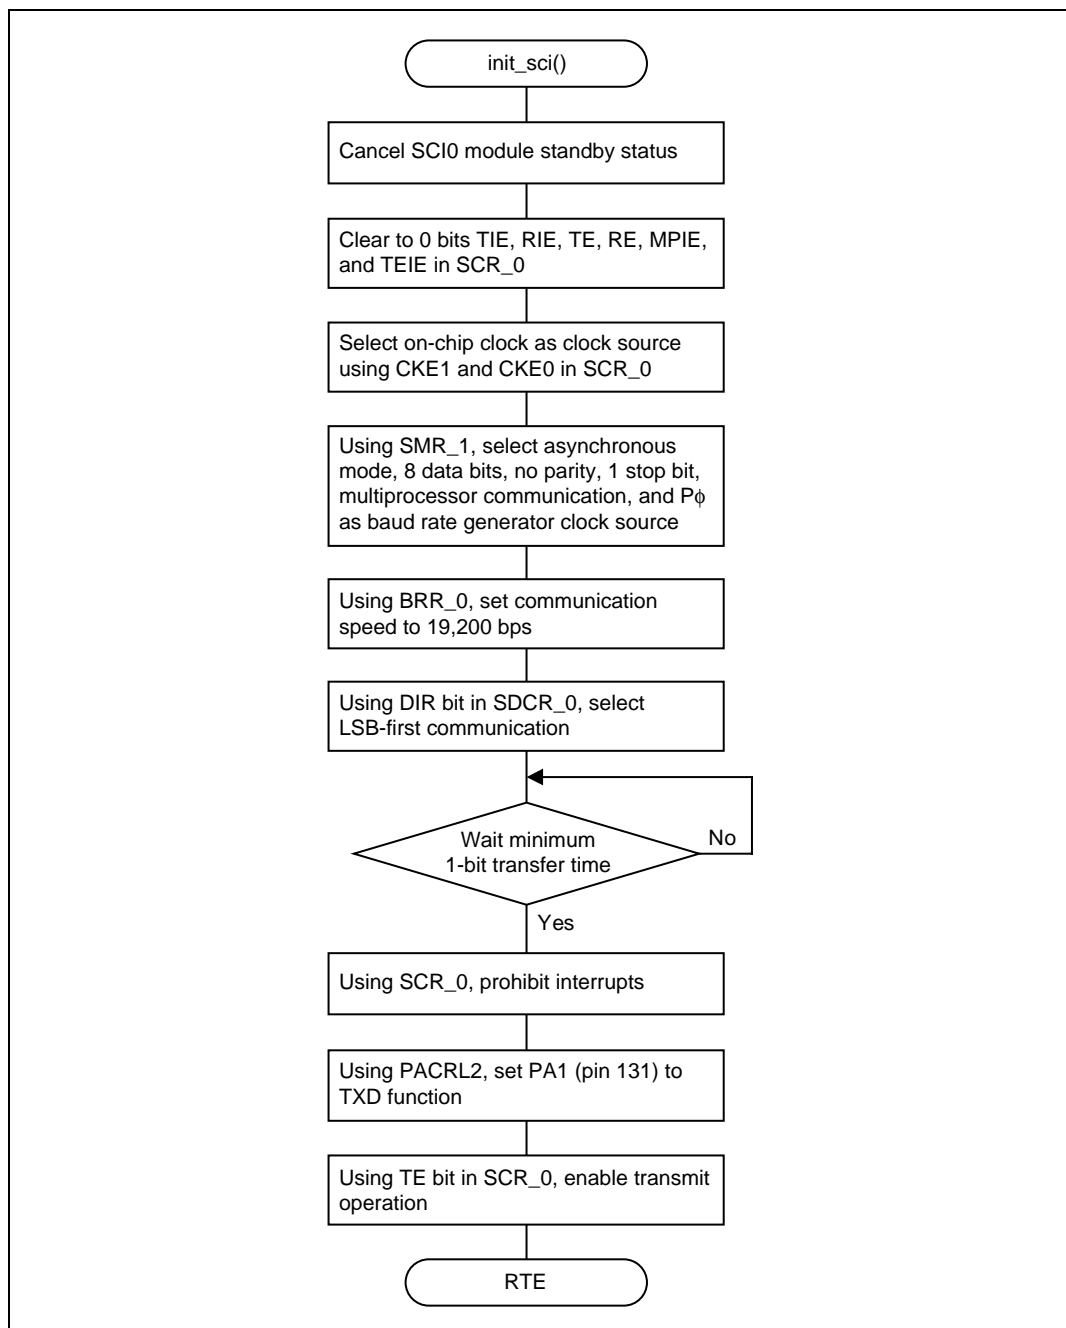 init_sci()
Cancel SCI0 module standby status
Clear to 0 bits TIE, RIE, TE, RE, MPIE,
and TEIE in SCR_0
Select on-chip clock as clock source
using CKE1 and CKE0 in SCR_0
Using SMR_1, select asynchronous
mode, 8 data bits, no parity, 1 stop bit,
multiprocessor communication, and Pϕ
as baud rate generator clock source
Using BRR_0, set communication
speed to 19,200 bps
Using DIR bit in SDCR_0, select
LSB-first communication
Wait minimum
1-bit transfer time
No
Yes
Using SCR_0, prohibit interrupts
Using PACRL2, set PA1 (pin 131) to
TXD function
Using TE bit in SCR_0, enable transmit
operation
RTE